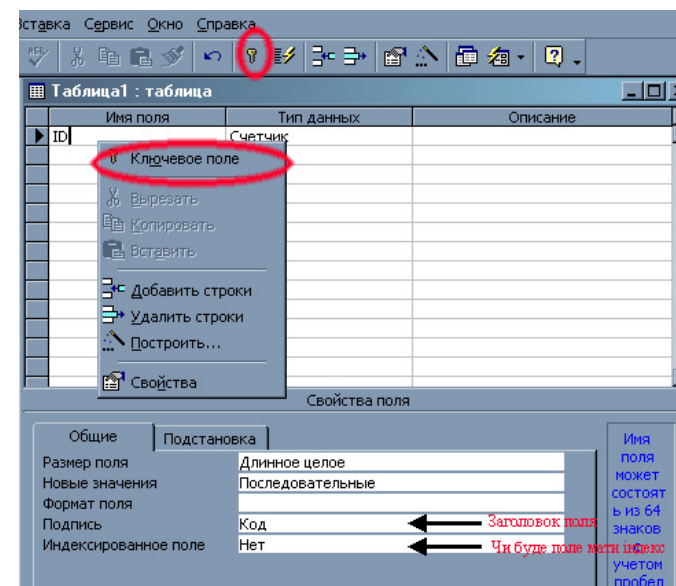 Вставка Сервис Окно Справка
Таблица1 : таблица
Имя поля Тип данных Описание
ID Счетчик
Ключевое поле
Вырезать
Копировать
Вставить
Добавить строки
Удалить строки
Построить...
Свойства
Свойства поля
Общие Подстановка
Размер поля Длинное целое
Новые значения Последовательные
Формат поля
Подпись Код Заголовок поля
Индексированное поле Нет Чи буде поле мати індекс
Имя
поля
может
состоят
ь из 64
знаков
с
учетом
пробел